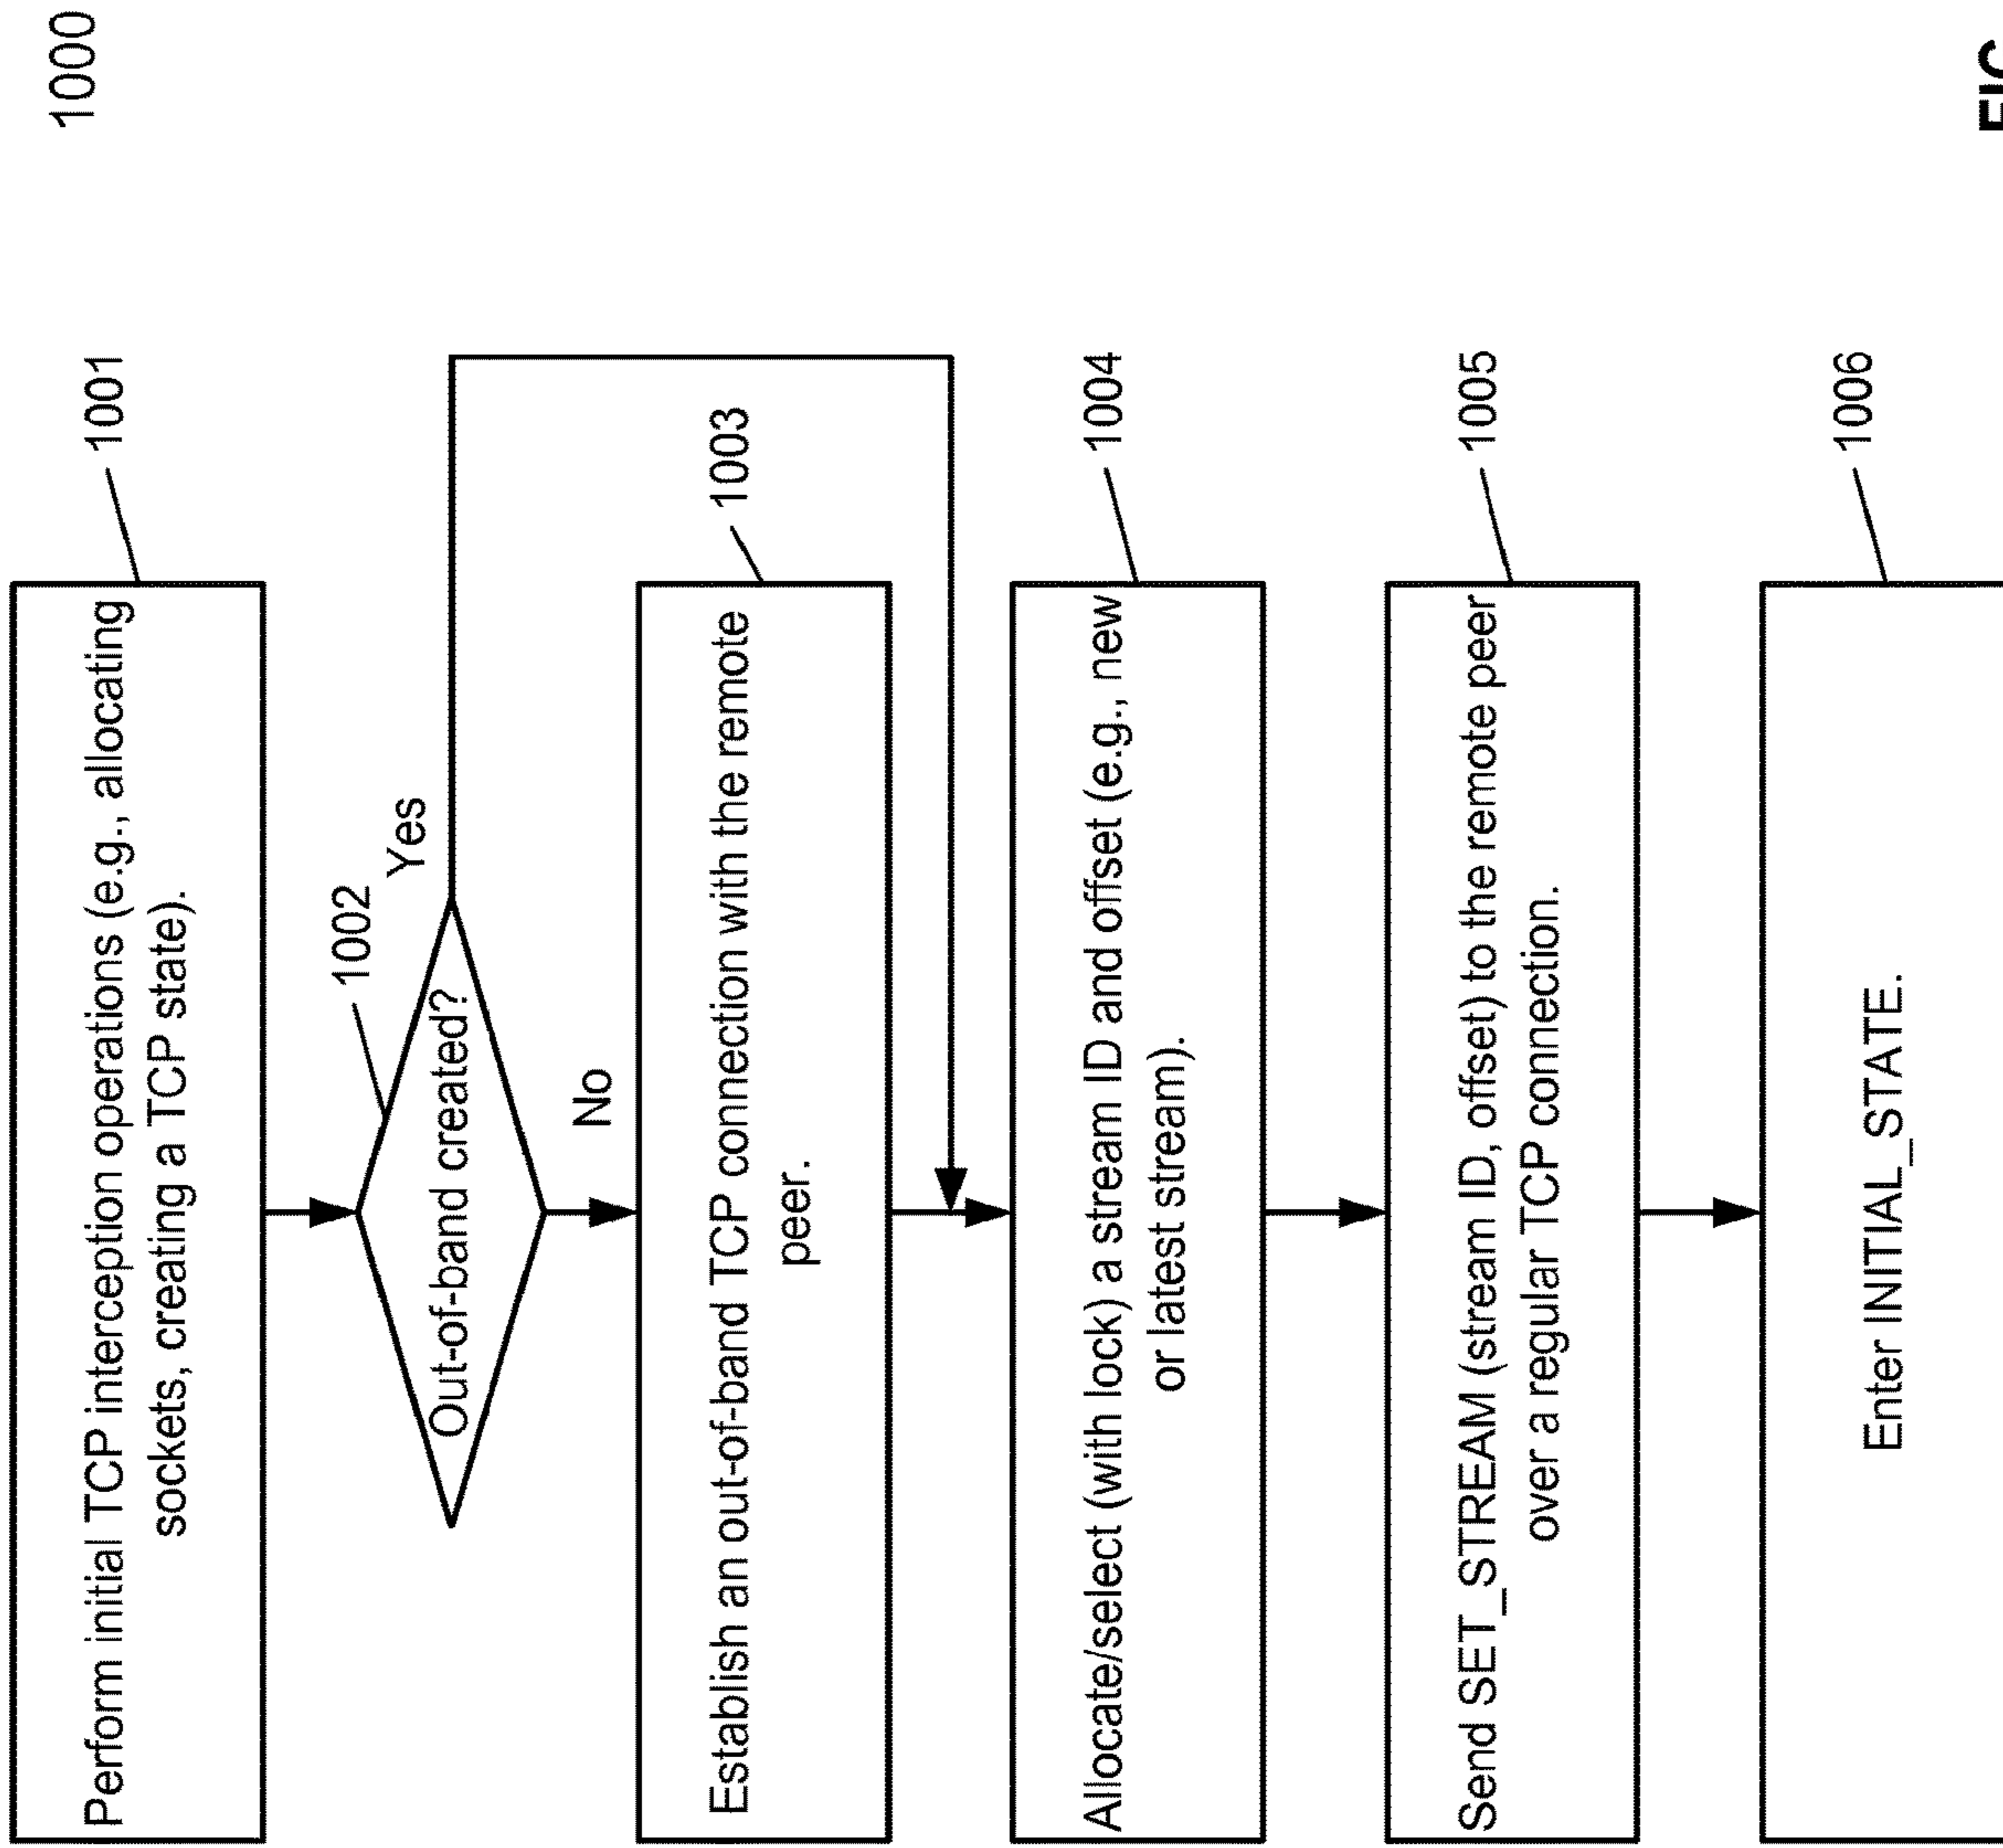 1000
Perform initial TCP interception operations (e.g., allocating
sockets, creating a TCP state).
1001
1002
Out-of-band created?
Yes
No
Establish an out-of-band TCP connection with the remote
peer.
1003
Allocate/select (with lock) a stream ID and offset (e.g., new
or latest stream).
1004
Send SET_STREAM (stream ID, offset) to the remote peer
over a regular TCP connection.
1005
Enter INITIAL_STATE.
1006